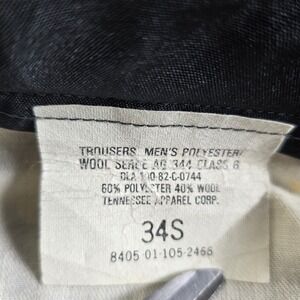 TROUSERS, MEN'S POLYESTER/
WOOL SERGE AG 344 CLASS 8
DLA 100-82-C-0744
60% POLYESTER 40% WOOL
TENNESSEE APPAREL CORP.
34S
8405 01-105-2466